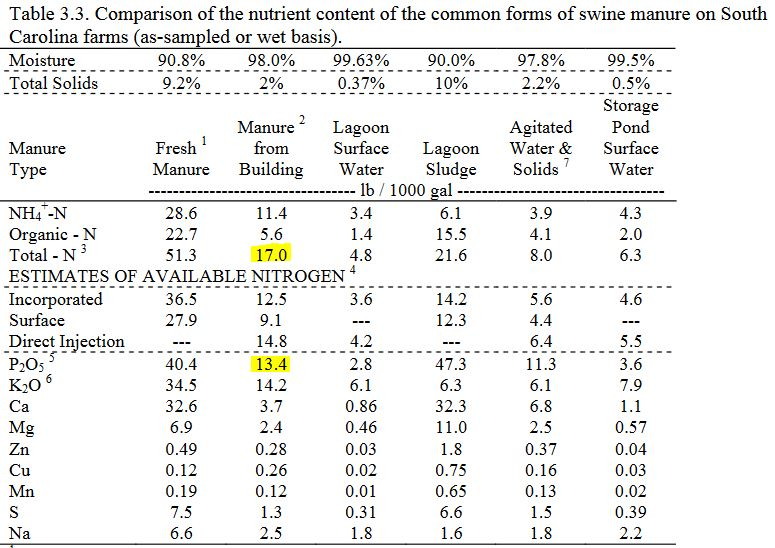 Table 3.3. Comparison of the nutrient content of the common forms of swine manure on South
Carolina farms (as-sampled or wet basis).
Moisture 90.8% 98.0% 99.63% 90.0% 97.8% 99.5%
Total Solids 9.2% 2% 0.37% 10% 2.2% 0.5%
Storage
Manure 2 Lagoon Agitated Pond
Manure Fresh 1 from Surface Lagoon Water & Surface
Type Manure Building Water Sludge Solids 7 Water
lb / 1000 gal
NH4+-N 28.6 11.4 3.4 6.1 3.9 4.3
Organic - N 22.7 5.6 1.4 15.5 4.1 2.0
Total - N 3 51.3 17.0 4.8 21.6 8.0 6.3
ESTIMATES OF AVAILABLE NITROGEN 4
Incorporated 36.5 12.5 3.6 14.2 5.6 4.6
Surface 27.9 9.1 --- 12.3 4.4 ---
Direct Injection --- 14.8 4.2 --- 6.4 5.5
P2O5 5 40.4 13.4 2.8 47.3 11.3 3.6
K2O 6 34.5 14.2 6.1 6.3 6.1 7.9
Ca 32.6 3.7 0.86 32.3 6.8 1.1
Mg 6.9 2.4 0.46 11.0 2.5 0.57
Zn 0.49 0.28 0.03 1.8 0.37 0.04
Cu 0.12 0.26 0.02 0.75 0.16 0.03
Mn 0.19 0.12 0.01 0.65 0.13 0.02
S 7.5 1.3 0.31 6.6 1.5 0.39
Na 6.6 2.5 1.8 1.6 1.8 2.2